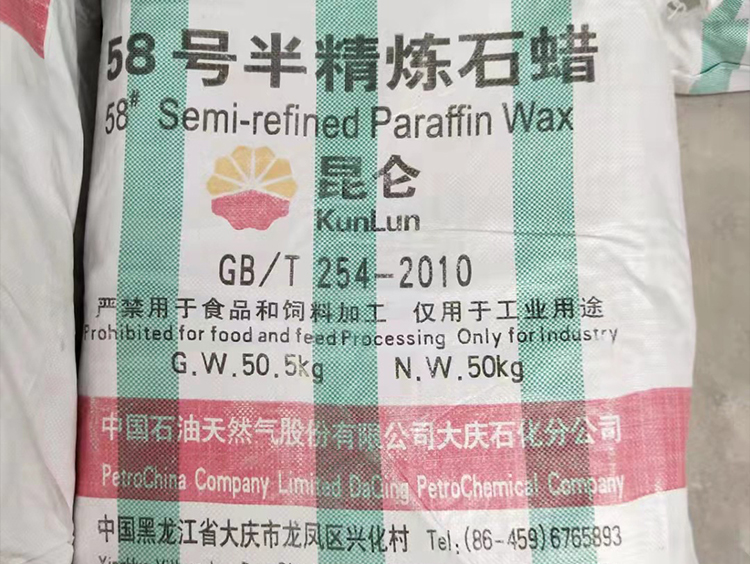 58号半精炼石蜡
58# Semi-refined Paraffin Wax
昆仑
KunLun
GB/T 254-2010
严禁用于食品和饲料加工 仅用于工业用途
Prohibited for food and feed Processing Only for Industry
G.W.50.5kg N.W.50kg
中国石油天然气股份有限公司大庆石化分公司
PetroChina Company Limited DaQing PetroChemical Company
中国黑龙江省大庆市龙凤区兴化村 Tel:(86-459)6765893